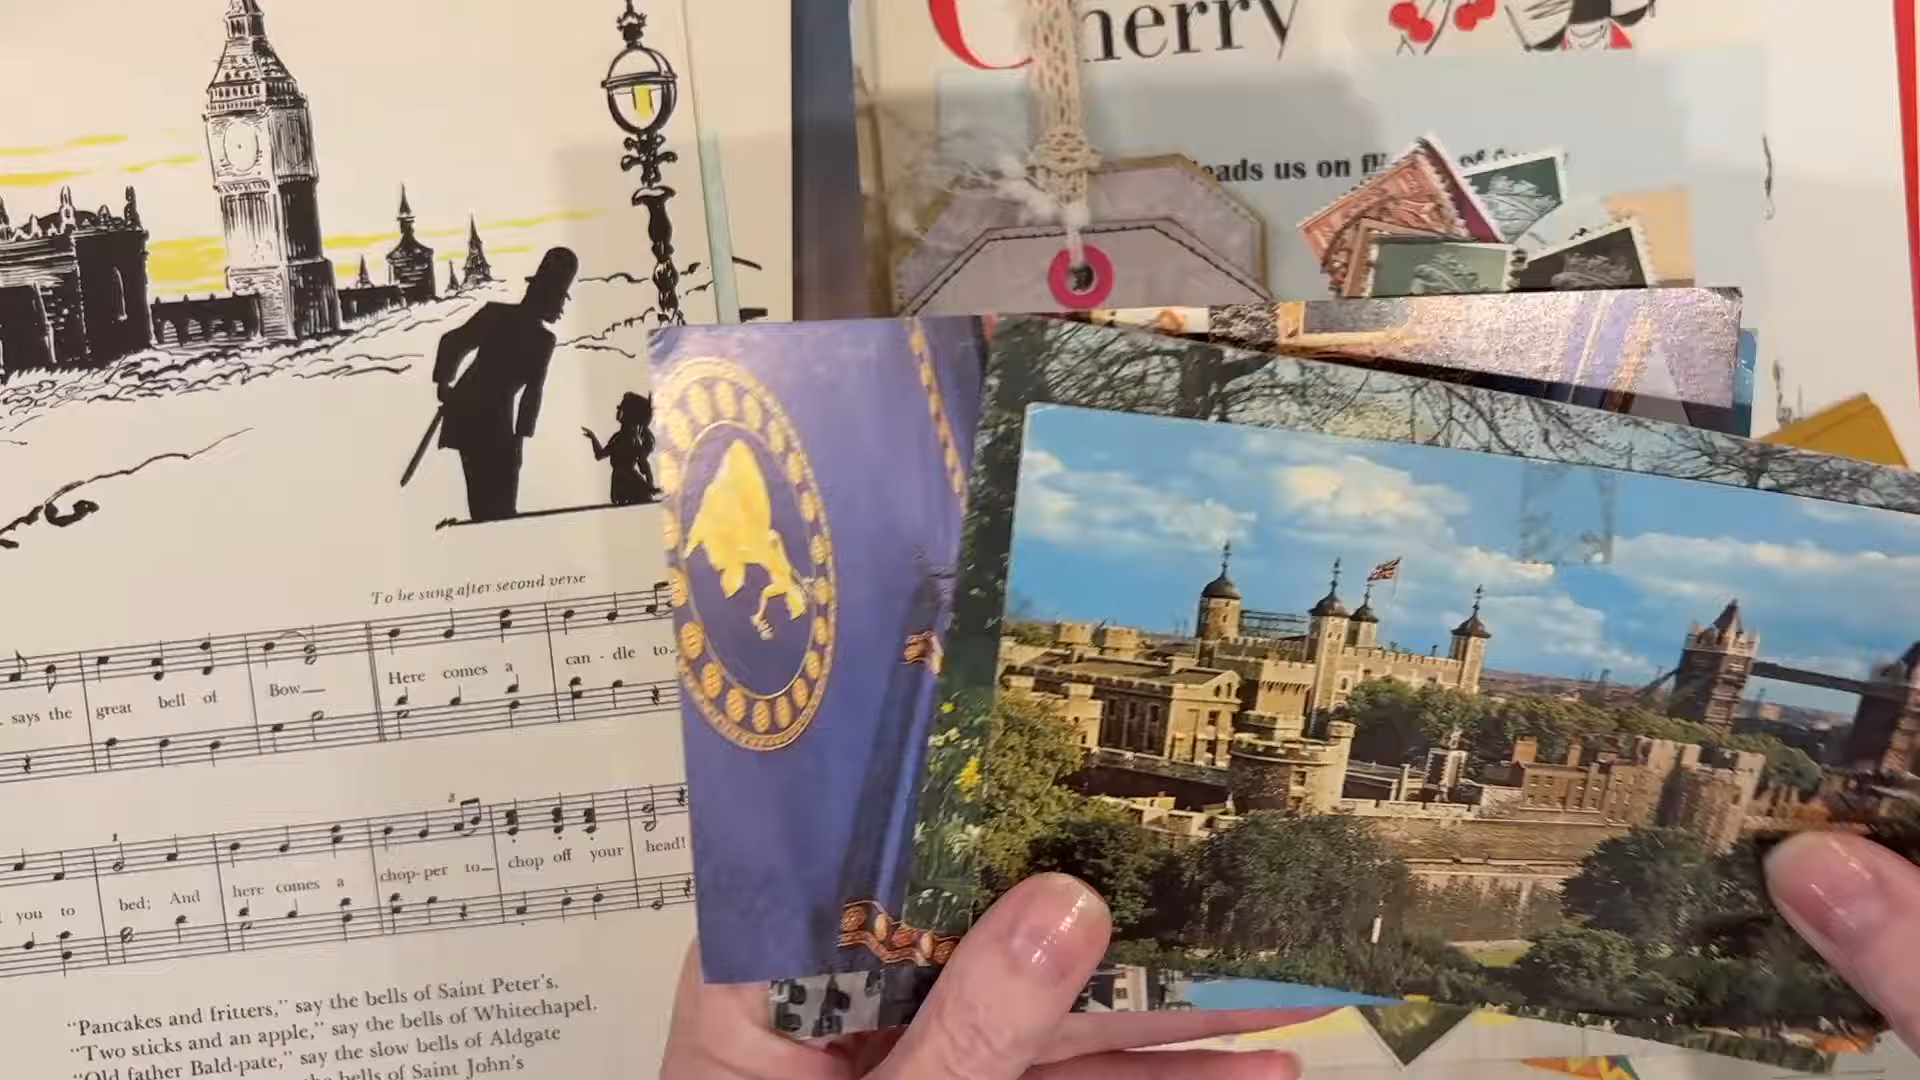 Cherry
eads us on
To be sung after second verse
says the great bell of Bow Here comes a can - dle to
you to bed; And here comes a chop-per to chop off your head!
"Pancakes and fritters," say the bells of Saint Peter's.
"Two sticks and an apple," say the bells of Whitechapel.
"Old father Bald-pate," say the slow bells of Aldgate
bells of Saint John's